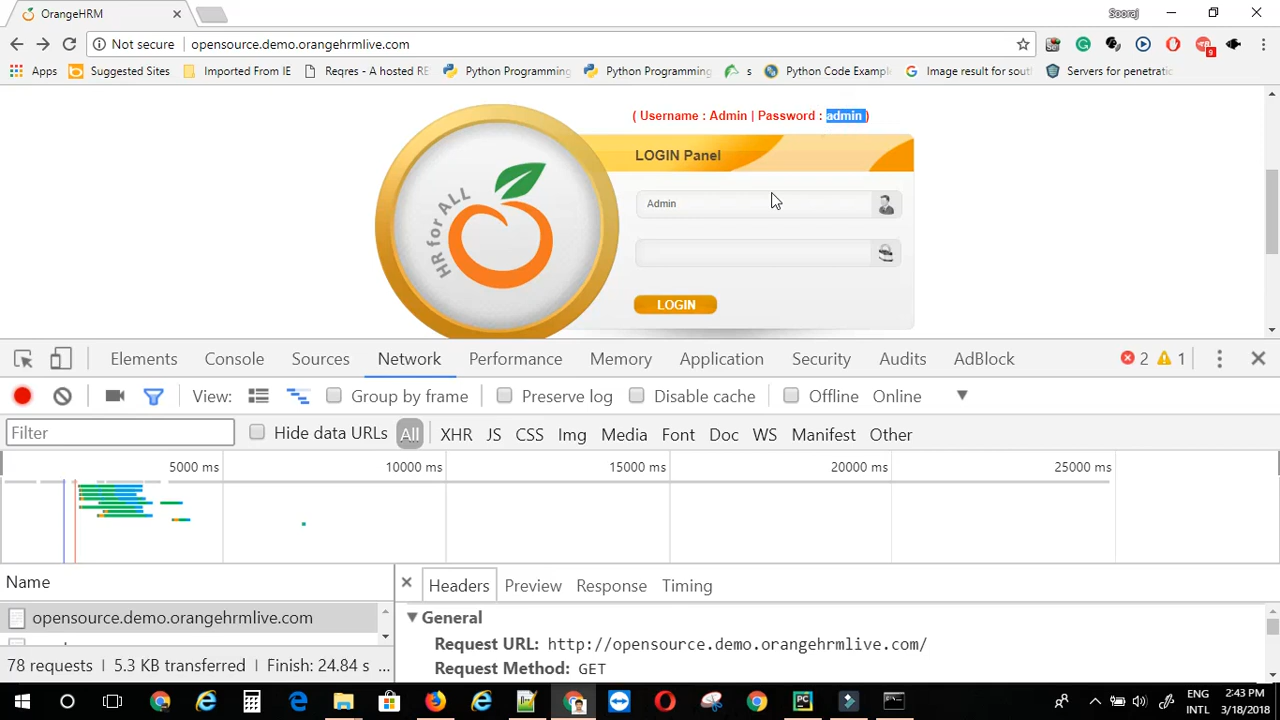 OrangeHRM
Sooraj
Not secure
opensource.demo.orangehrmlive.com
9
Apps
Suggested Sites
Imported From IE
Reqres - A hosted RE
Python Programming
Python Programming
s
Python Code Exampl
Image result for sout
Servers for penetratic
( Username : Admin | Password : admin )
LOGIN Panel
HR for ALL
Admin
LOGIN
Elements
Console
Sources
Network
Performance
Memory
Application
Security
Audits
AdBlock
2
1
View:
Group by frame
Preserve log
Disable cache
Offline
Online
Filter
Hide data URLs
All
XHR
JS
CSS
Img
Media
Font
Doc
WS
Manifest
Other
5000 ms
10000 ms
15000 ms
20000 ms
25000 ms
Name
Headers
Preview
Response
Timing
opensource.demo.orangehrmlive.com
General
Request URL: http://opensource.demo.orangehrmlive.com/
Request Method: GET
78 requests | 5.3 KB transferred | Finish: 24.84 s ...
ENG
INTL
2:43 PM
3/18/2018